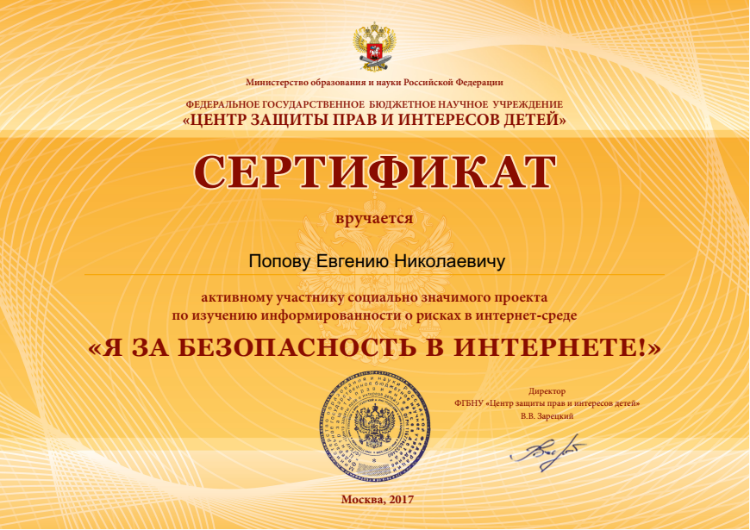 Министерство образования и науки Российской Федерации
ФЕДЕРАЛЬНОЕ ГОСУДАРСТВЕННОЕ БЮДЖЕТНОЕ НАУЧНОЕ УЧРЕЖДЕНИЕ
«ЦЕНТР ЗАЩИТЫ ПРАВ И ИНТЕРЕСОВ ДЕТЕЙ»
СЕРТИФИКАТ
вручается
Попову Евгению Николаевичу
активному участнику социально значимого проекта
по изучению информированности о рисках в интернет-среде
«Я ЗА БЕЗОПАСНОСТЬ В ИНТЕРНЕТЕ!»
Директор
ФГБНУ «Центр защиты прав и интересов детей»
В.В. Зарецкий
Москва, 2017